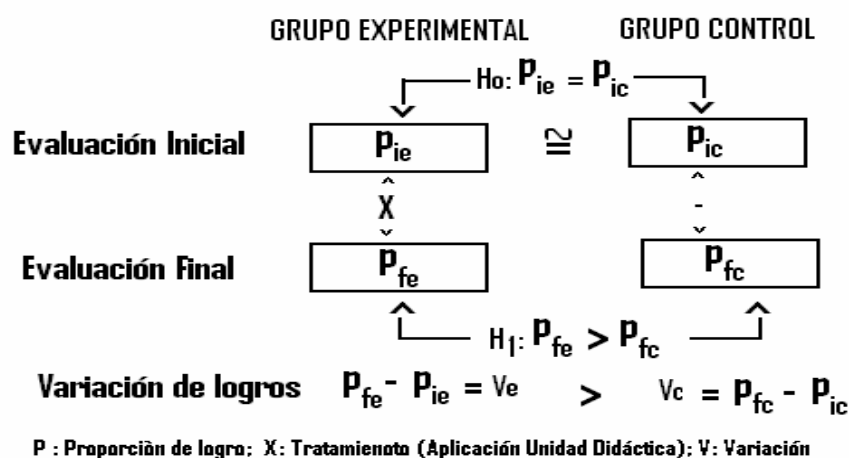 GRUPO EXPERIMENTAL GRUPO CONTROL
Ho: Pie = Pic
Evaluación Inicial Pie ≅ Pic
X -
Evaluación Final Pfe Pfc
H1: Pfe > Pfc
Variación de logros Pfe - Pie = Ve > Vc = Pfc - Pic
P : Proporciòn de logro; X: Tratamienoto (Aplicación Unidad Didáctica); V: Variación